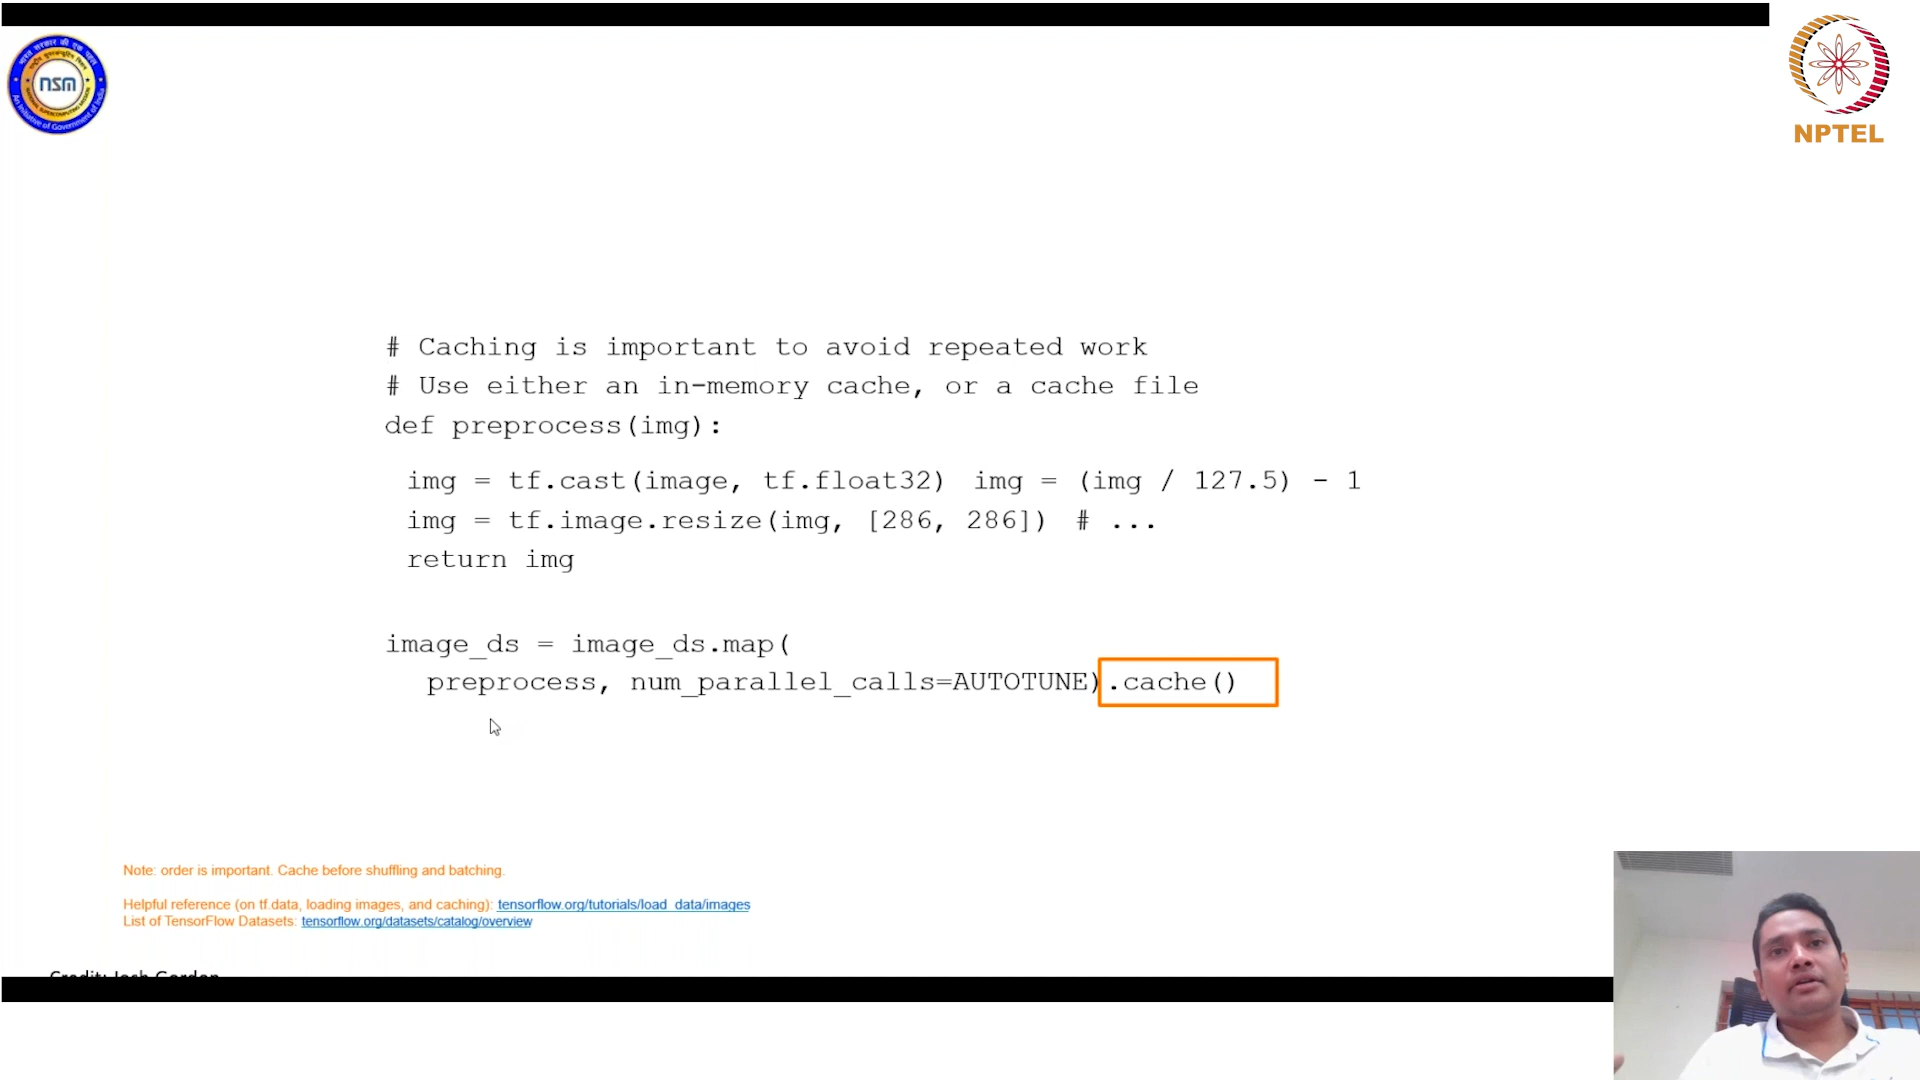 nsm
NPTEL
# Caching is important to avoid repeated work
# Use either an in-memory cache, or a cache file
def preprocess(img):
img = tf.cast(image, tf.float32) img = (img / 127.5) - 1
img = tf.image.resize(img, [286, 286]) # ...
return img
image_ds = image_ds.map(
preprocess, num_parallel_calls=AUTOTUNE).cache()
Note: order is important. Cache before shuffling and batching.
Helpful reference (on tf.data, loading images, and caching): tensorflow.org/tutorials/load_data/images
List of TensorFlow Datasets: tensorflow.org/datasets/catalog/overview
Credit: Josh Gordon